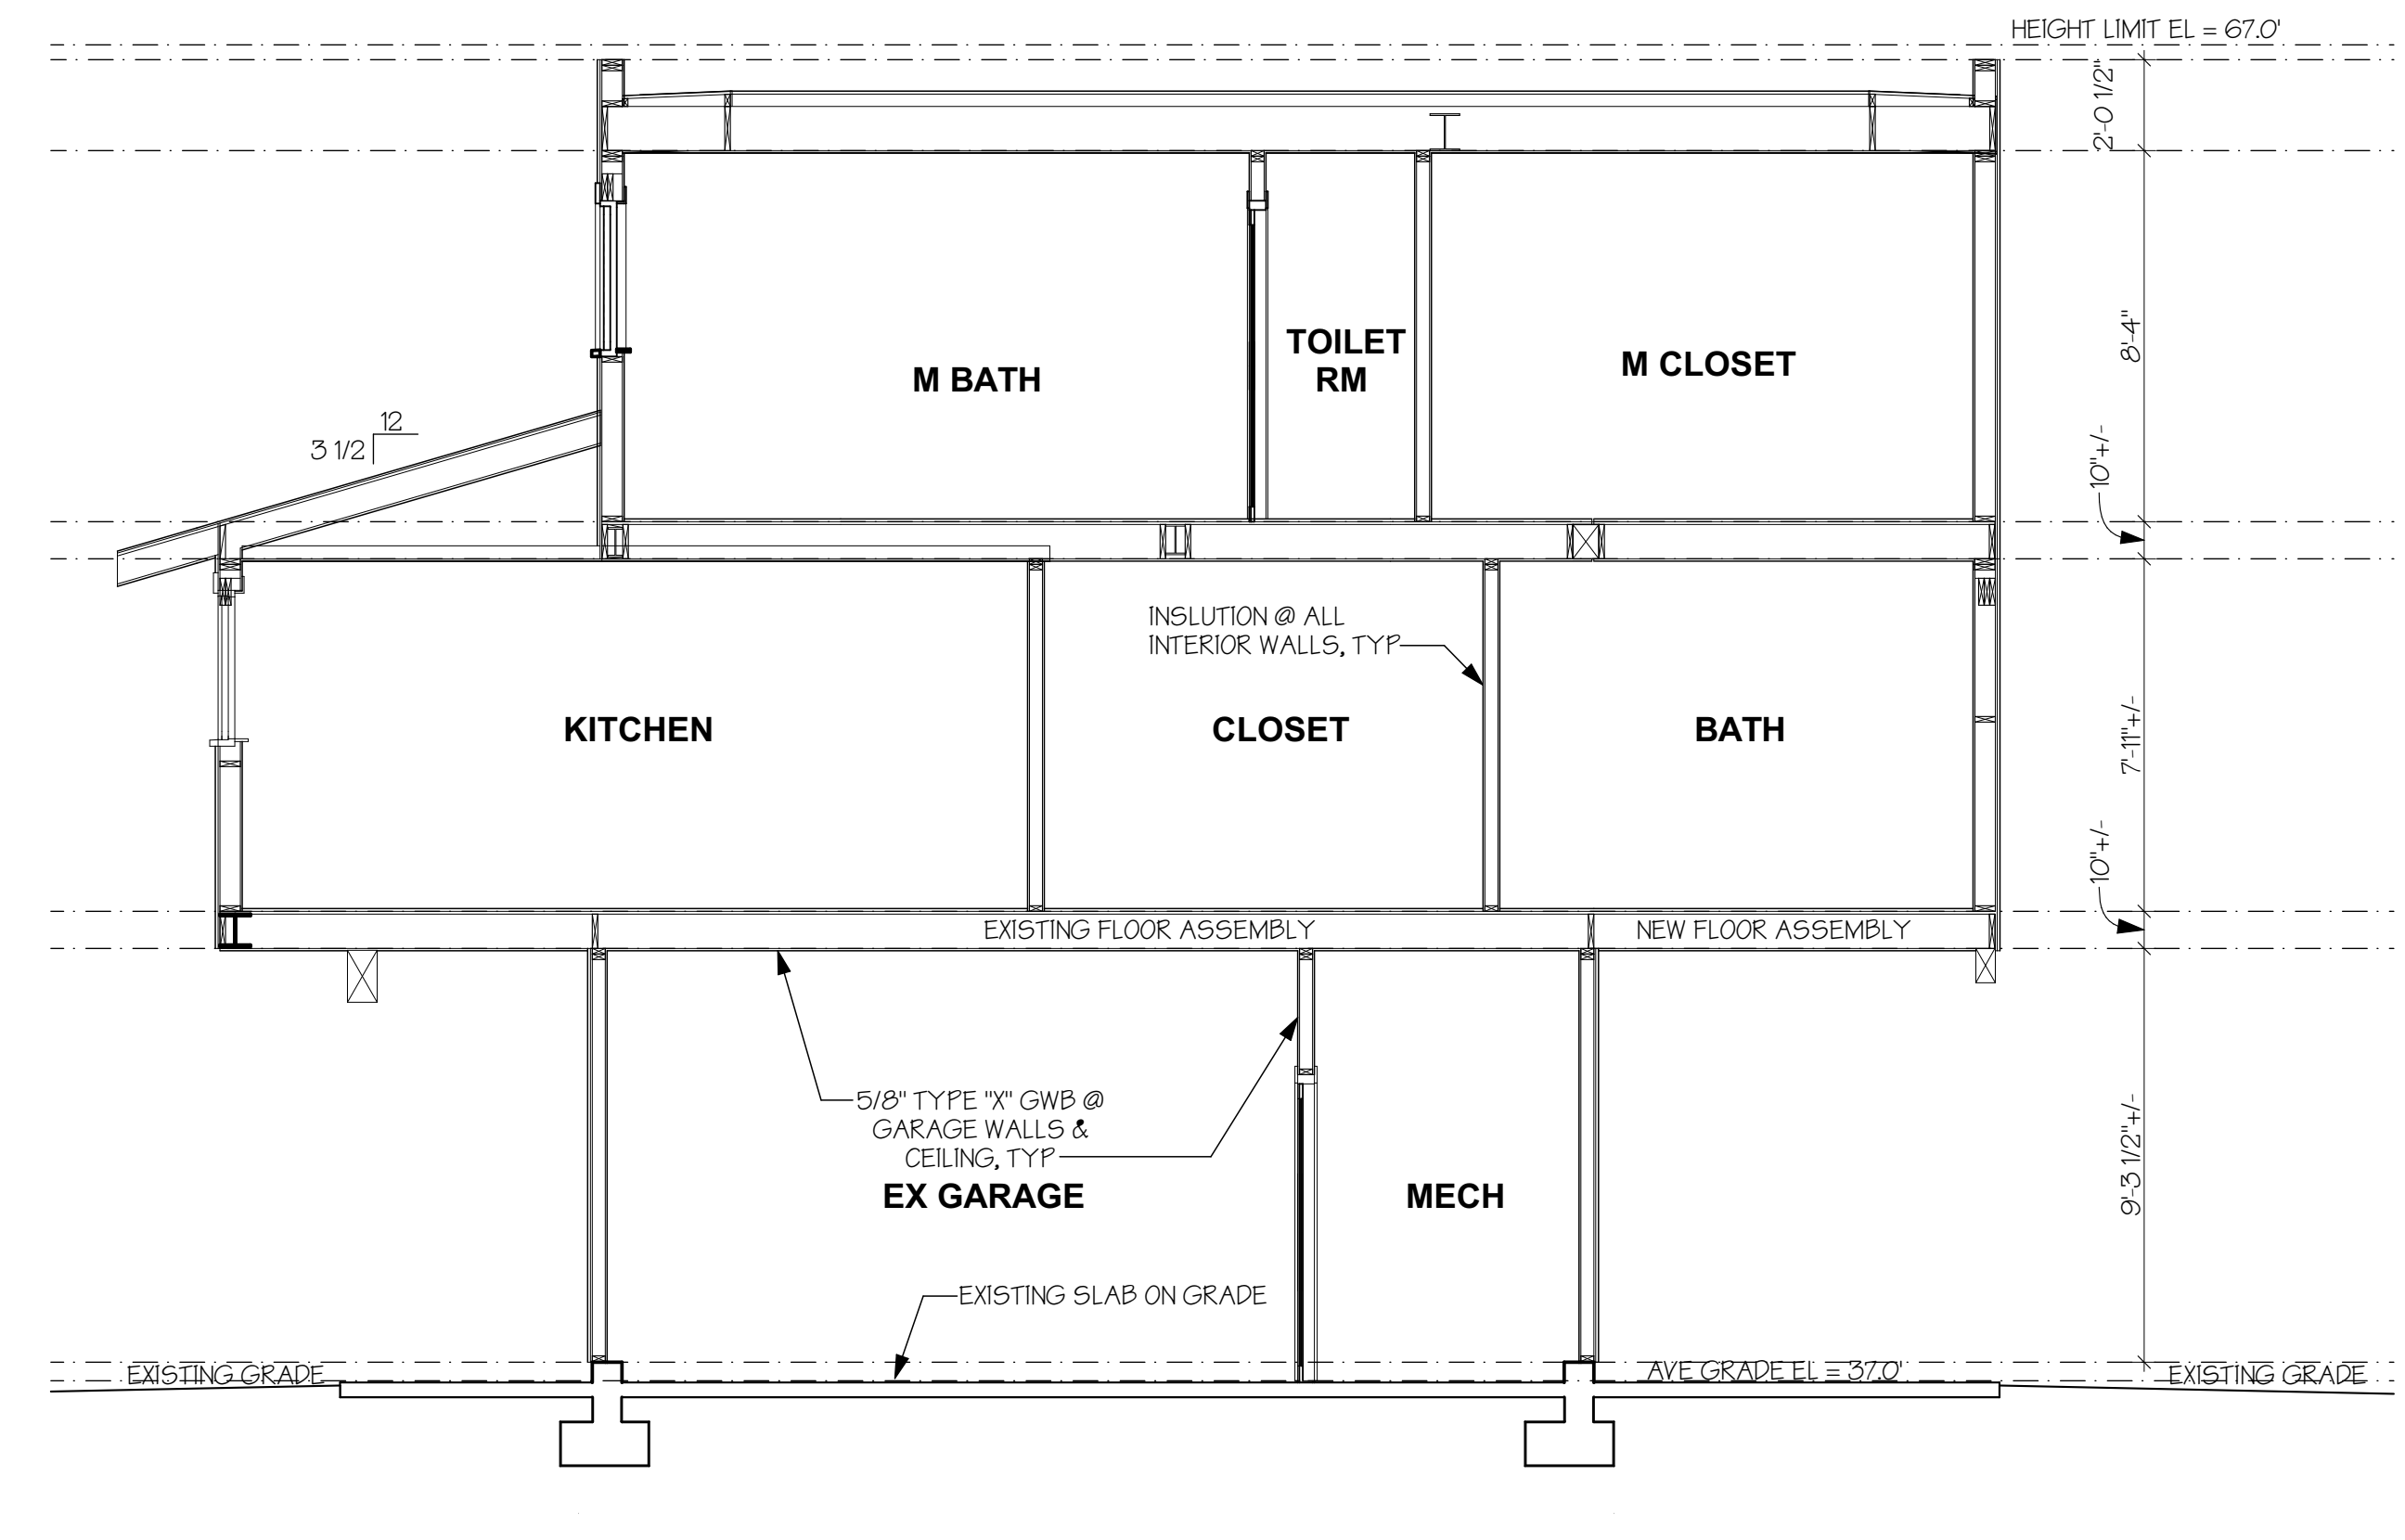 HEIGHT LIMIT EL = 67.0'
2'-0 1/2"
8'-4"
M BATH
TOILET
RM
M CLOSET
12
3 1/2
10"+/-
INSLUTION @ ALL
INTERIOR WALLS, TYP
KITCHEN
CLOSET
BATH
7'-11"+/-
10"+/-
EXISTING FLOOR ASSEMBLY
NEW FLOOR ASSEMBLY
5/8" TYPE "X" GWB @
GARAGE WALLS &
CEILING, TYP
EX GARAGE
MECH
9'-3 1/2"+/-
EXISTING SLAB ON GRADE
EXISTING GRADE
AVE GRADE EL = 37.0'
EXISTING GRADE